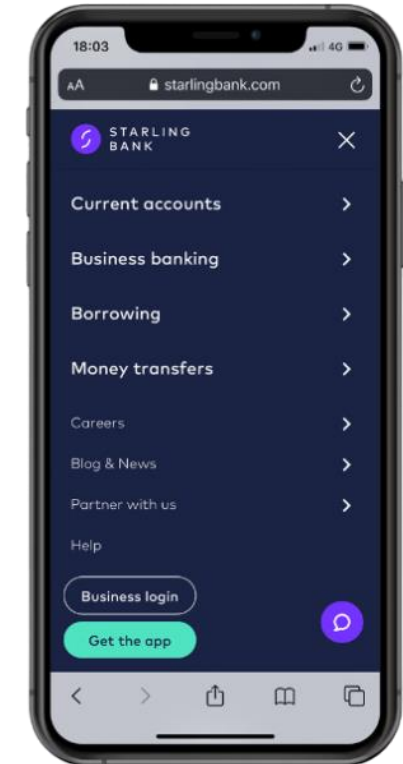 18:03
4G
AA
starlingbank.com
STARLING
BANK
Current accounts
Business banking
Borrowing
Money transfers
Careers
Blog & News
Partner with us
Help
Business login
Get the app